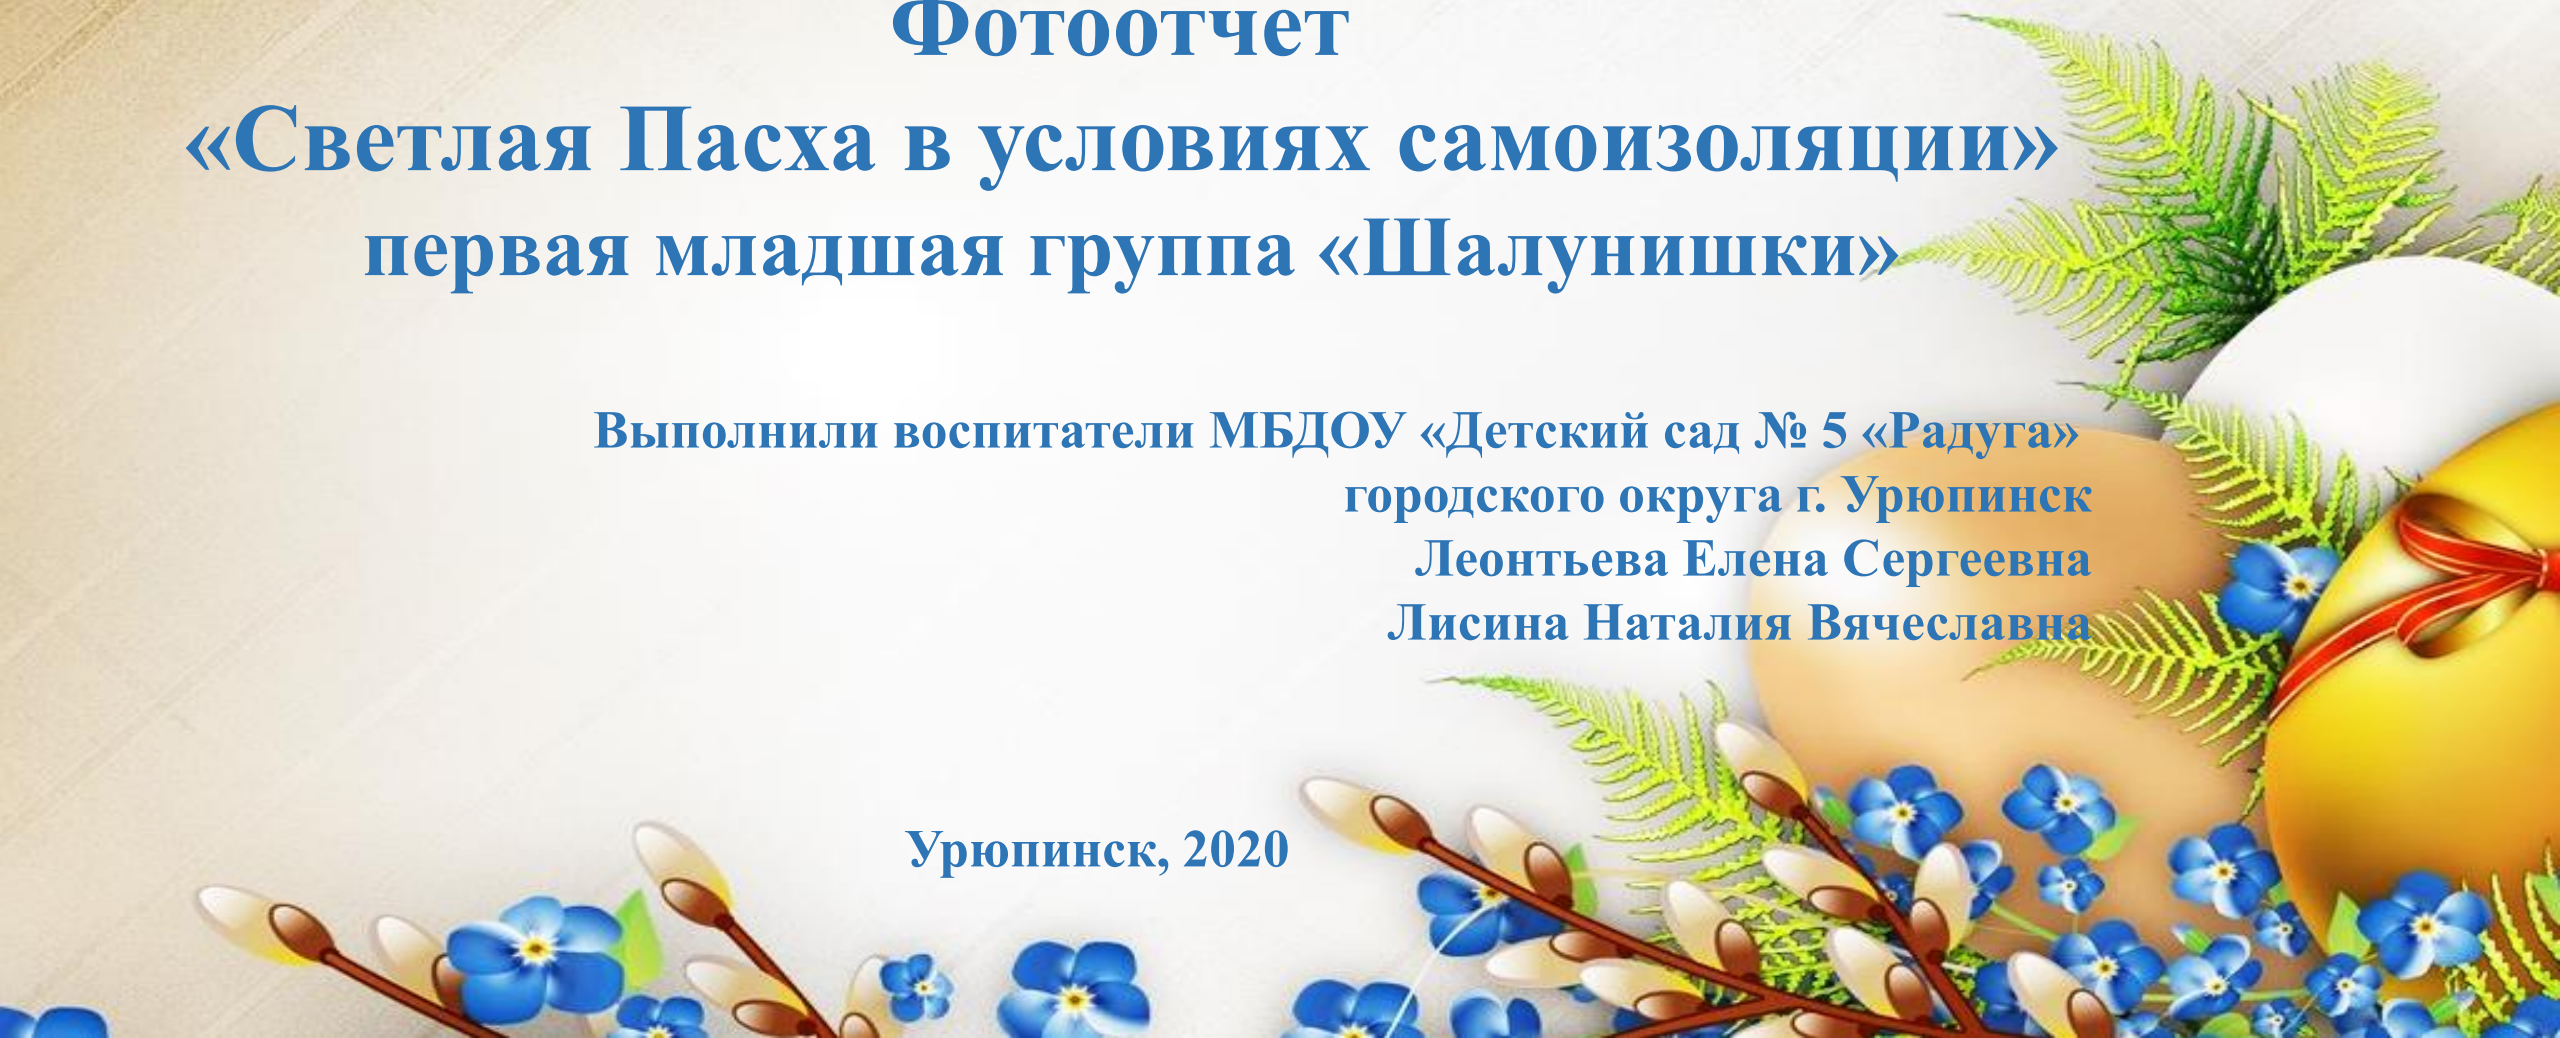 Фотоотчет
«Светлая Пасха в условиях самоизоляции»
первая младшая группа «Шалунишки»
Выполнили воспитатели МБДОУ «Детский сад № 5 «Радуга»
городского округа г. Урюпинск
Леонтьева Елена Сергеевна
Лисина Наталия Вячеславна
Урюпинск, 2020